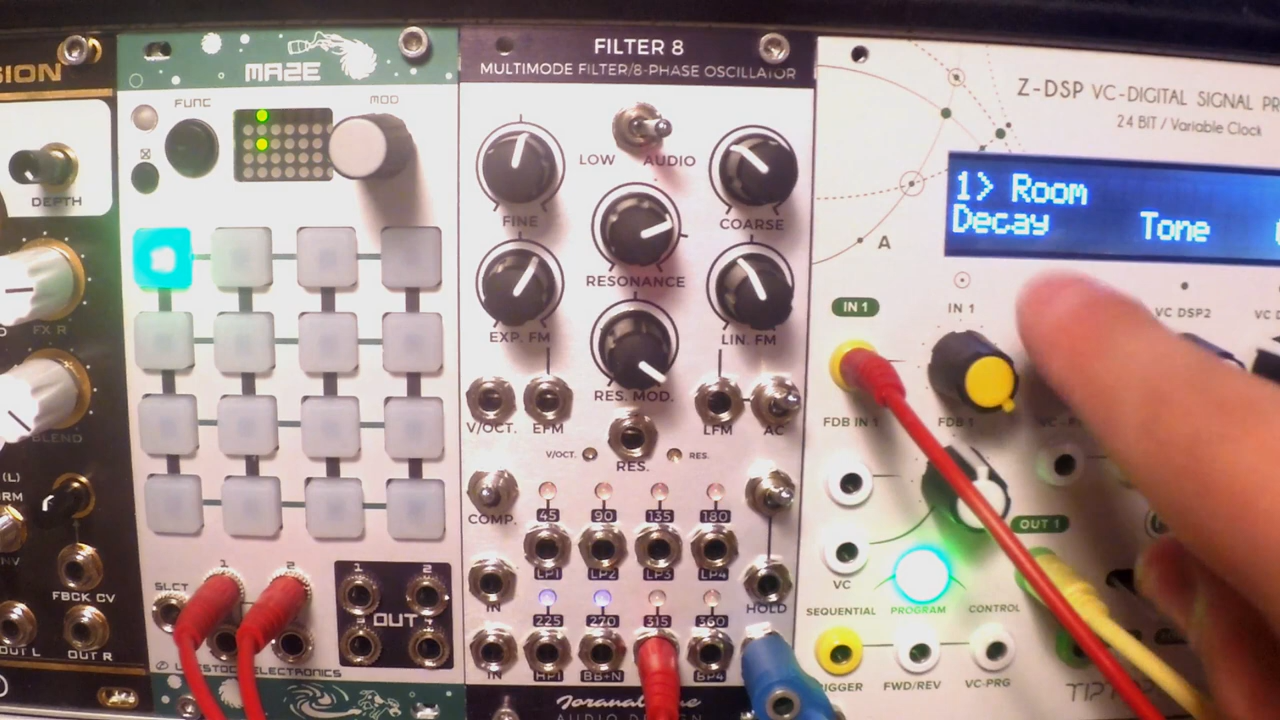 SION
DEPTH
FX R
BLEND
(L)
FBCK CV
OUT L
OUT R
MAZE
FUNC
MOD
SLCT
1
2
1
2
OUT
FILTER 8
MULTIMODE FILTER/8-PHASE OSCILLATOR
LOW
AUDIO
FINE
COARSE
RESONANCE
EXP. FM
LIN. FM
RES. MOD.
V/OCT.
EFM
LFM
AC
V/OCT.
RES.
RES.
COMP.
45
90
135
180
LP1
LP2
LP3
LP4
IN
HOLD
225
270
315
360
IN
HP1
BB+N
BP4
AUDIO DESIGN
Z-DSP VC-DIGITAL SIGNAL PR
24 BIT / Variable Clock
1> Room
Decay
Tone
A
IN 1
IN 1
VC DSP2
FDB IN 1
FDB 1
OUT 1
VC
SEQUENTIAL
PROGRAM
CONTROL
FWD/REV
VC-PRG